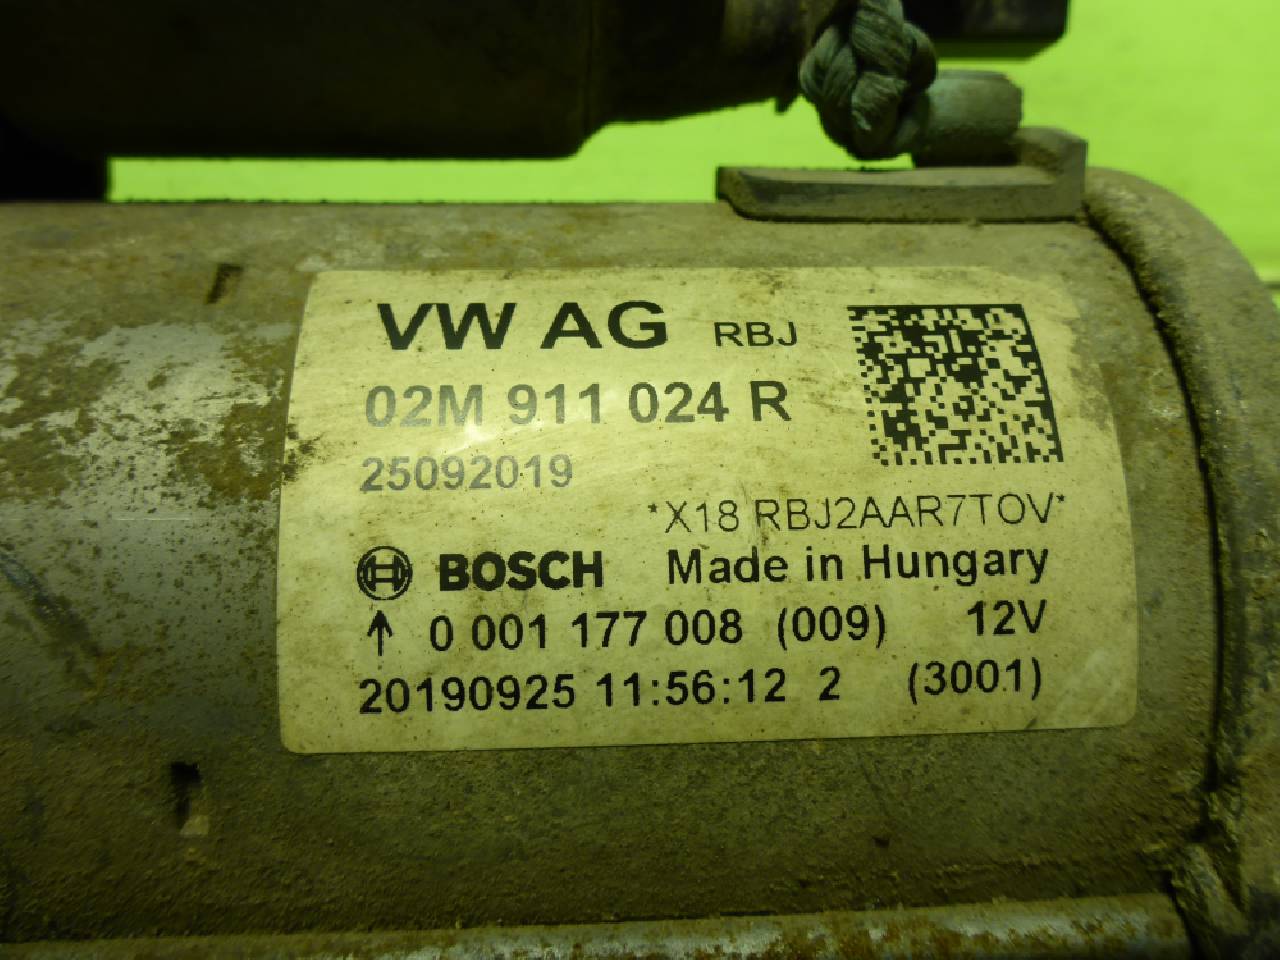 VW AG RBJ
02M 911 024 R
25092019
*X18 RBJ2AAR7TOV*
BOSCH Made in Hungary
↑ 0 001 177 008 (009) 12V
20190925 11:56:12 2 (3001)